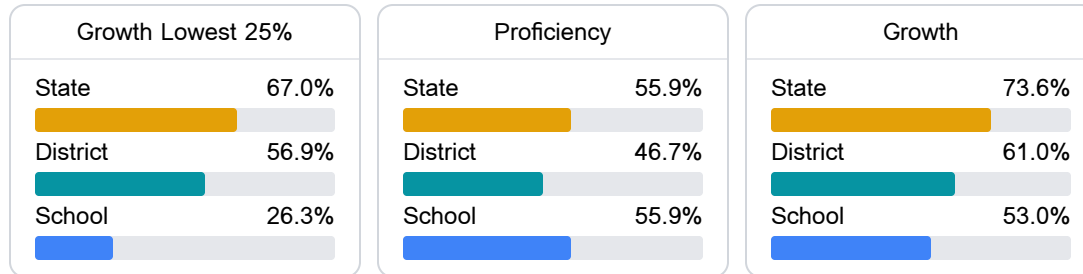 Growth Lowest 25%
State 67.0%
District 56.9%
School 26.3%
Proficiency
State 55.9%
District 46.7%
School 55.9%
Growth
State 73.6%
District 61.0%
School 53.0%